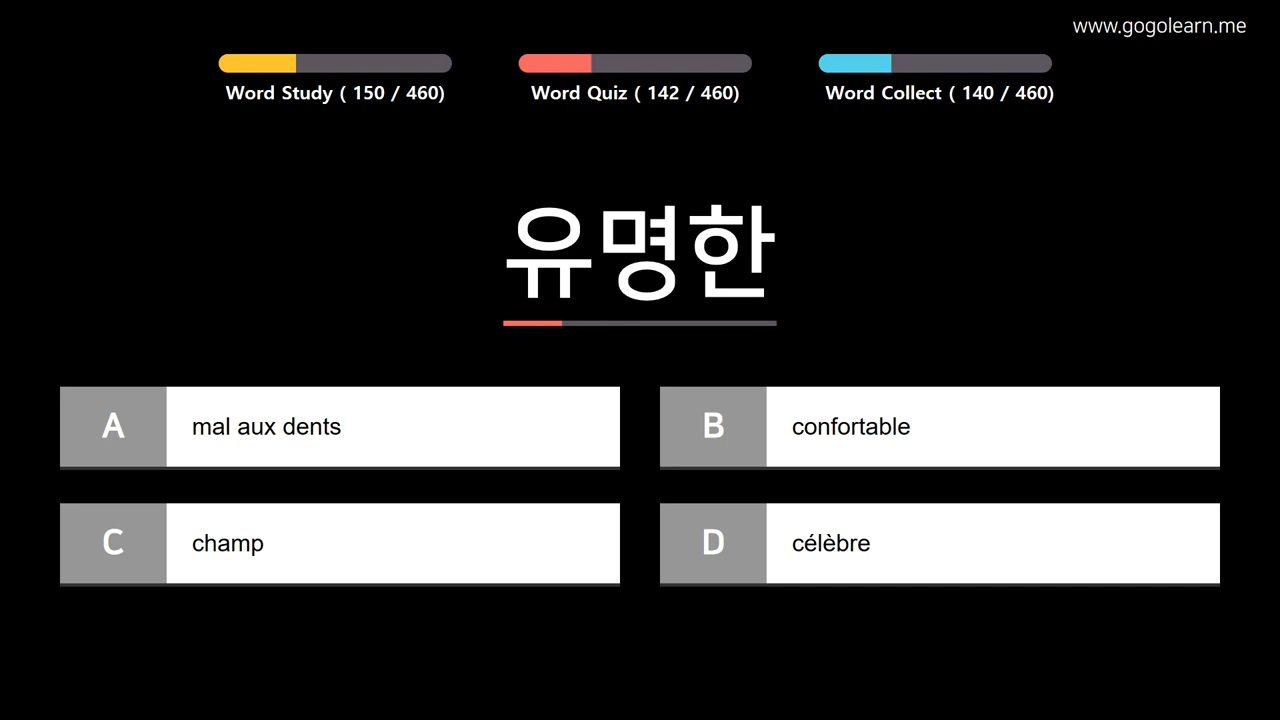 www.gogolearn.me
Word Study ( 150 / 460)
Word Quiz ( 142 / 460)
Word Collect ( 140 / 460)
유명한
A mal aux dents
B confortable
C champ
D célèbre